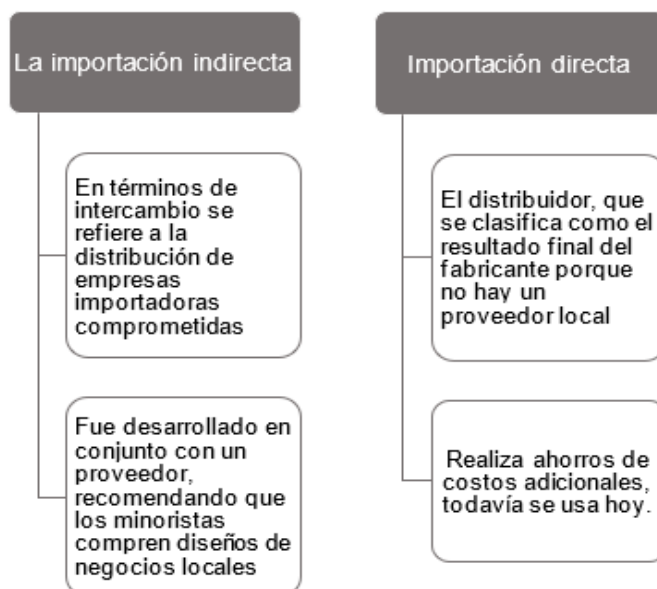 La importación indirecta
En términos de
intercambio se
refiere a la
distribución de
empresas
importadoras
comprometidas
Fue desarrollado en
conjunto con un
proveedor,
recomendando que
los minoristas
compren diseños de
negocios locales
Importación directa
El distribuidor, que
se clasifica como el
resultado final del
fabricante porque
no hay un
proveedor local
Realiza ahorros de
costos adicionales,
todavía se usa hoy.